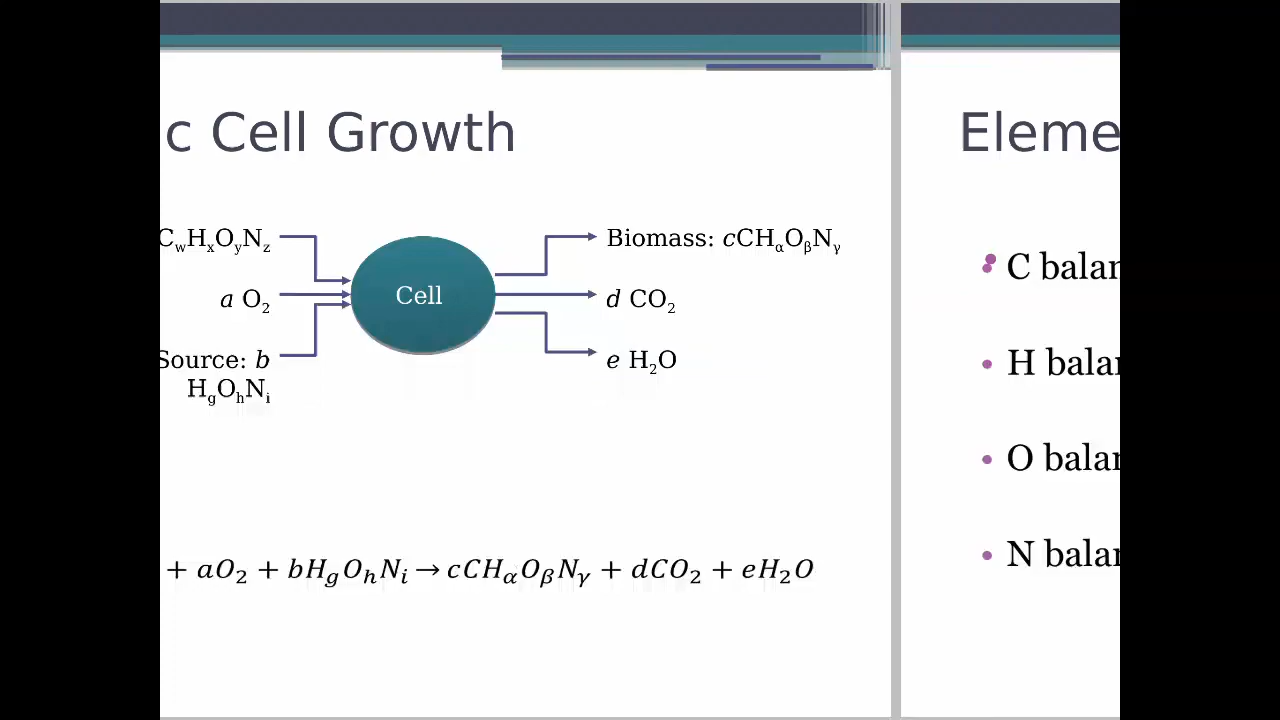 c Cell Growth
CwHxOyNz
a O2
Source: b
HgOhNi
Cell
Biomass: cCHαOβNγ
d CO2
e H2O
+ aO2 + bHgOhNi → cCHαOβNγ + dCO2 + eH2O
Eleme
• C balan
• H balan
• O balan
• N balan